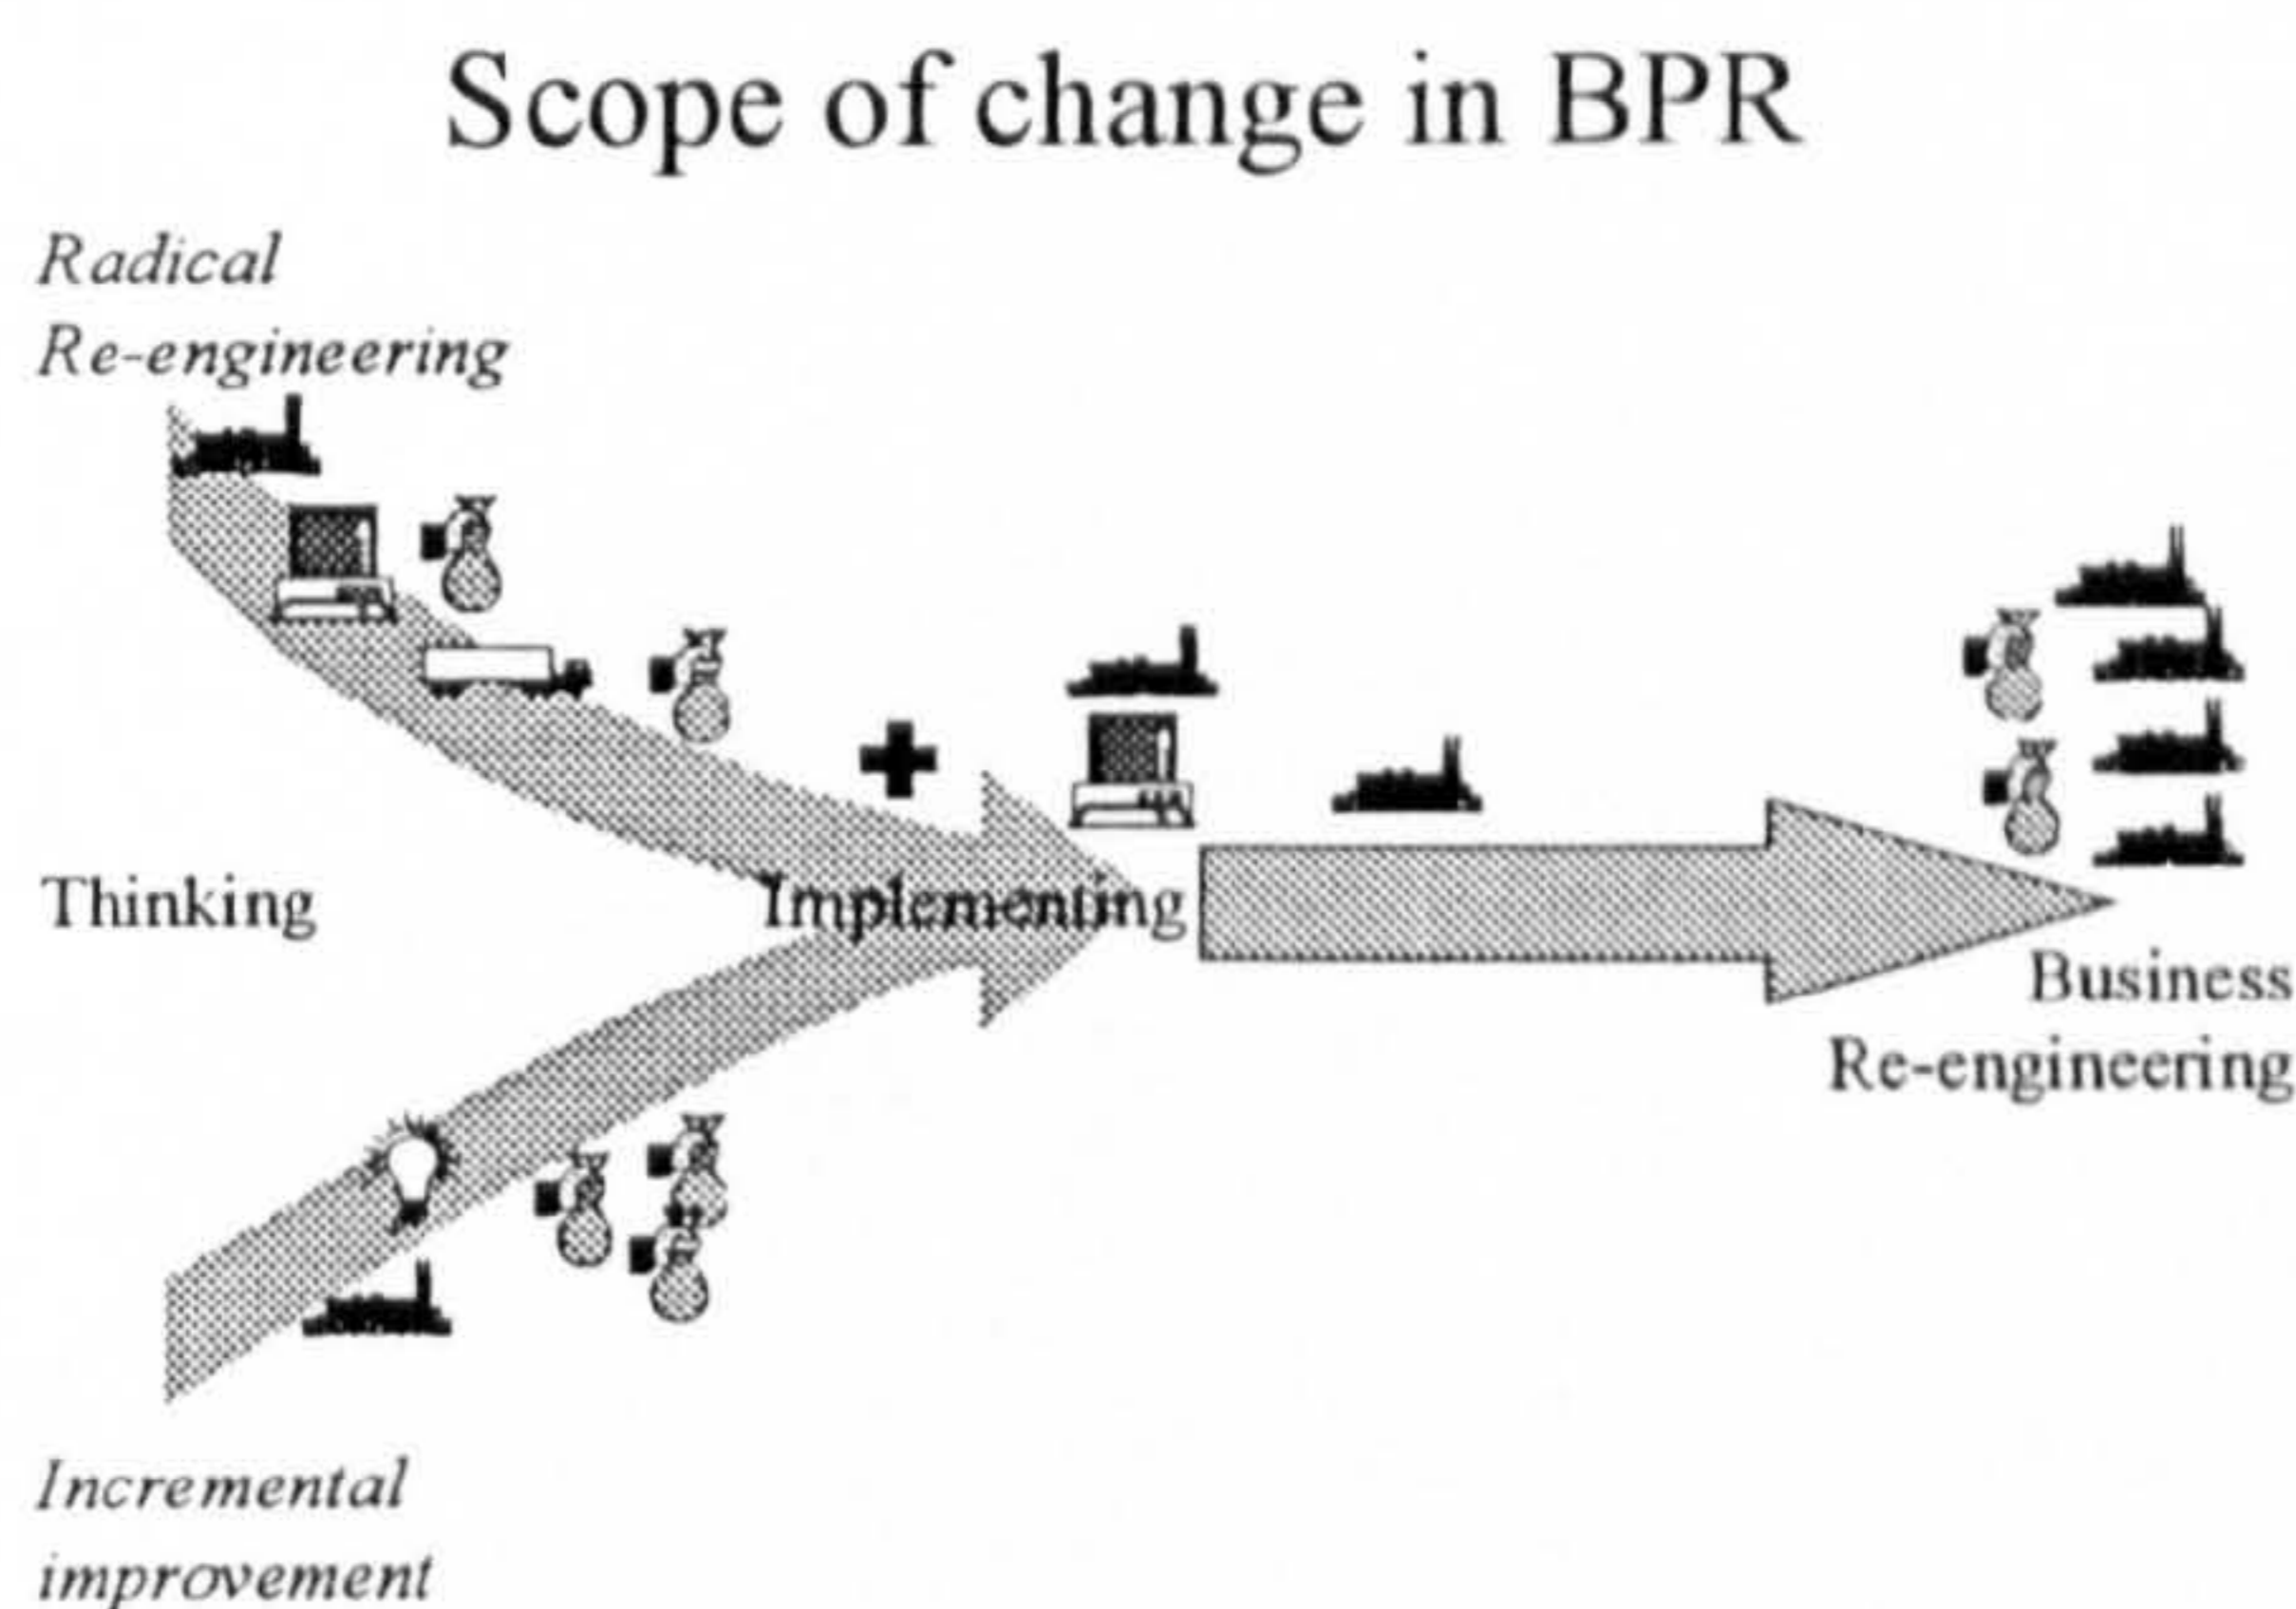 Scope of change in BPR
Radical
Re-engineering
Thinking
Implementing
Business
Re-engineering
Incremental
improvement